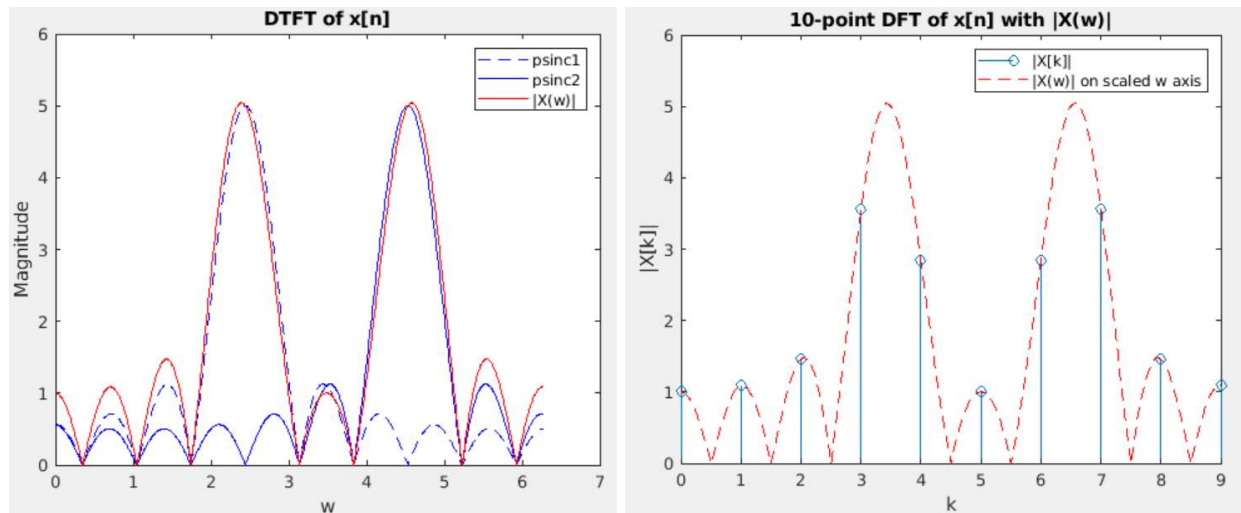 DTFT of x[n]
6
5
4
3
2
1
0
Magnitude
psinc1
psinc2
|X(w)|
0 1 2 3 4 5 6 7
w
10-point DFT of x[n] with |X(w)|
6
5
4
3
2
1
0
|X[k]|
|X[k]|
|X(w)| on scaled w axis
0 1 2 3 4 5 6 7 8 9
k